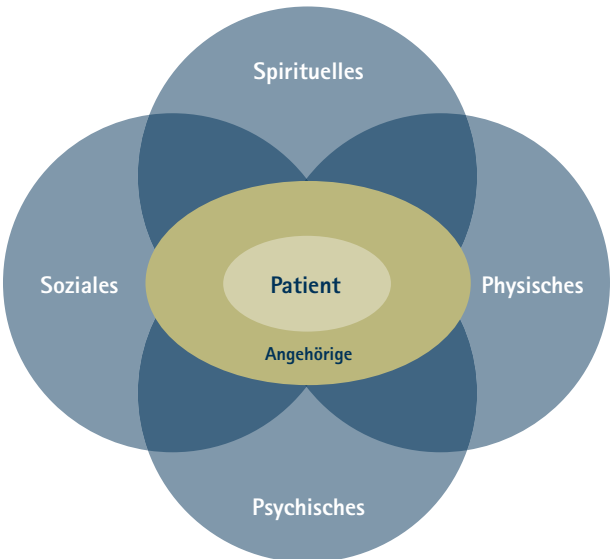 Spirituelles
Soziales
Patient
Physisches
Angehörige
Psychisches